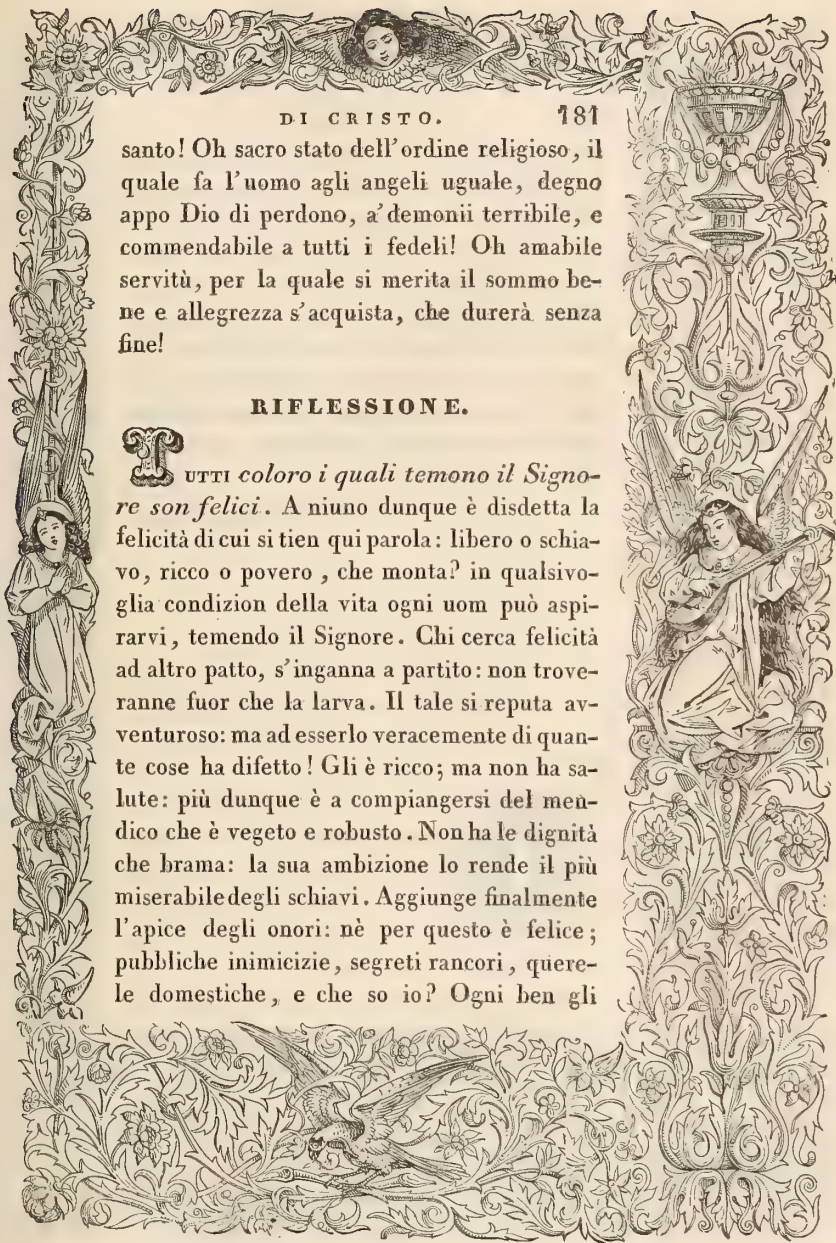 DI CRISTO. 181
santo! Oh sacro stato dell'ordine religioso, il
quale fa l'uomo agli angeli uguale, degno
appo Dio di perdono, a'demonii terribile, e
commendabile a tutti i fedeli! Oh amabile
servitù, per la quale si merita il sommo be-
ne e allegrezza s'acquista, che durerà senza
fine!
RIFLESSIONE.
TUTTI coloro i quali temono il Signo-
re son felici. A niuno dunque è disdetta la
felicità di cui si tien qui parola: libero o schia-
vo, ricco o povero, che monta? in qualsivo-
glia condizion della vita ogni uom può aspi-
rarvi, temendo il Signore. Chi cerca felicità
ad altro patto, s'inganna a partito: non trove-
ranne fuor che la larva. Il tale si reputa av-
venturoso: ma ad esserlo veracemente di quan-
te cose ha difetto! Gli è ricco; ma non ha sa-
lute: più dunque è a compiangersi del men-
dico che è vegeto e robusto. Non ha le dignità
che brama: la sua ambizione lo rende il più
miserabile degli schiavi. Aggiunge finalmente
l'apice degli onori: nè per questo è felice;
pubbliche inimicizie, segreti rancori, quere-
le domestiche, e che so io? Ogni ben gli